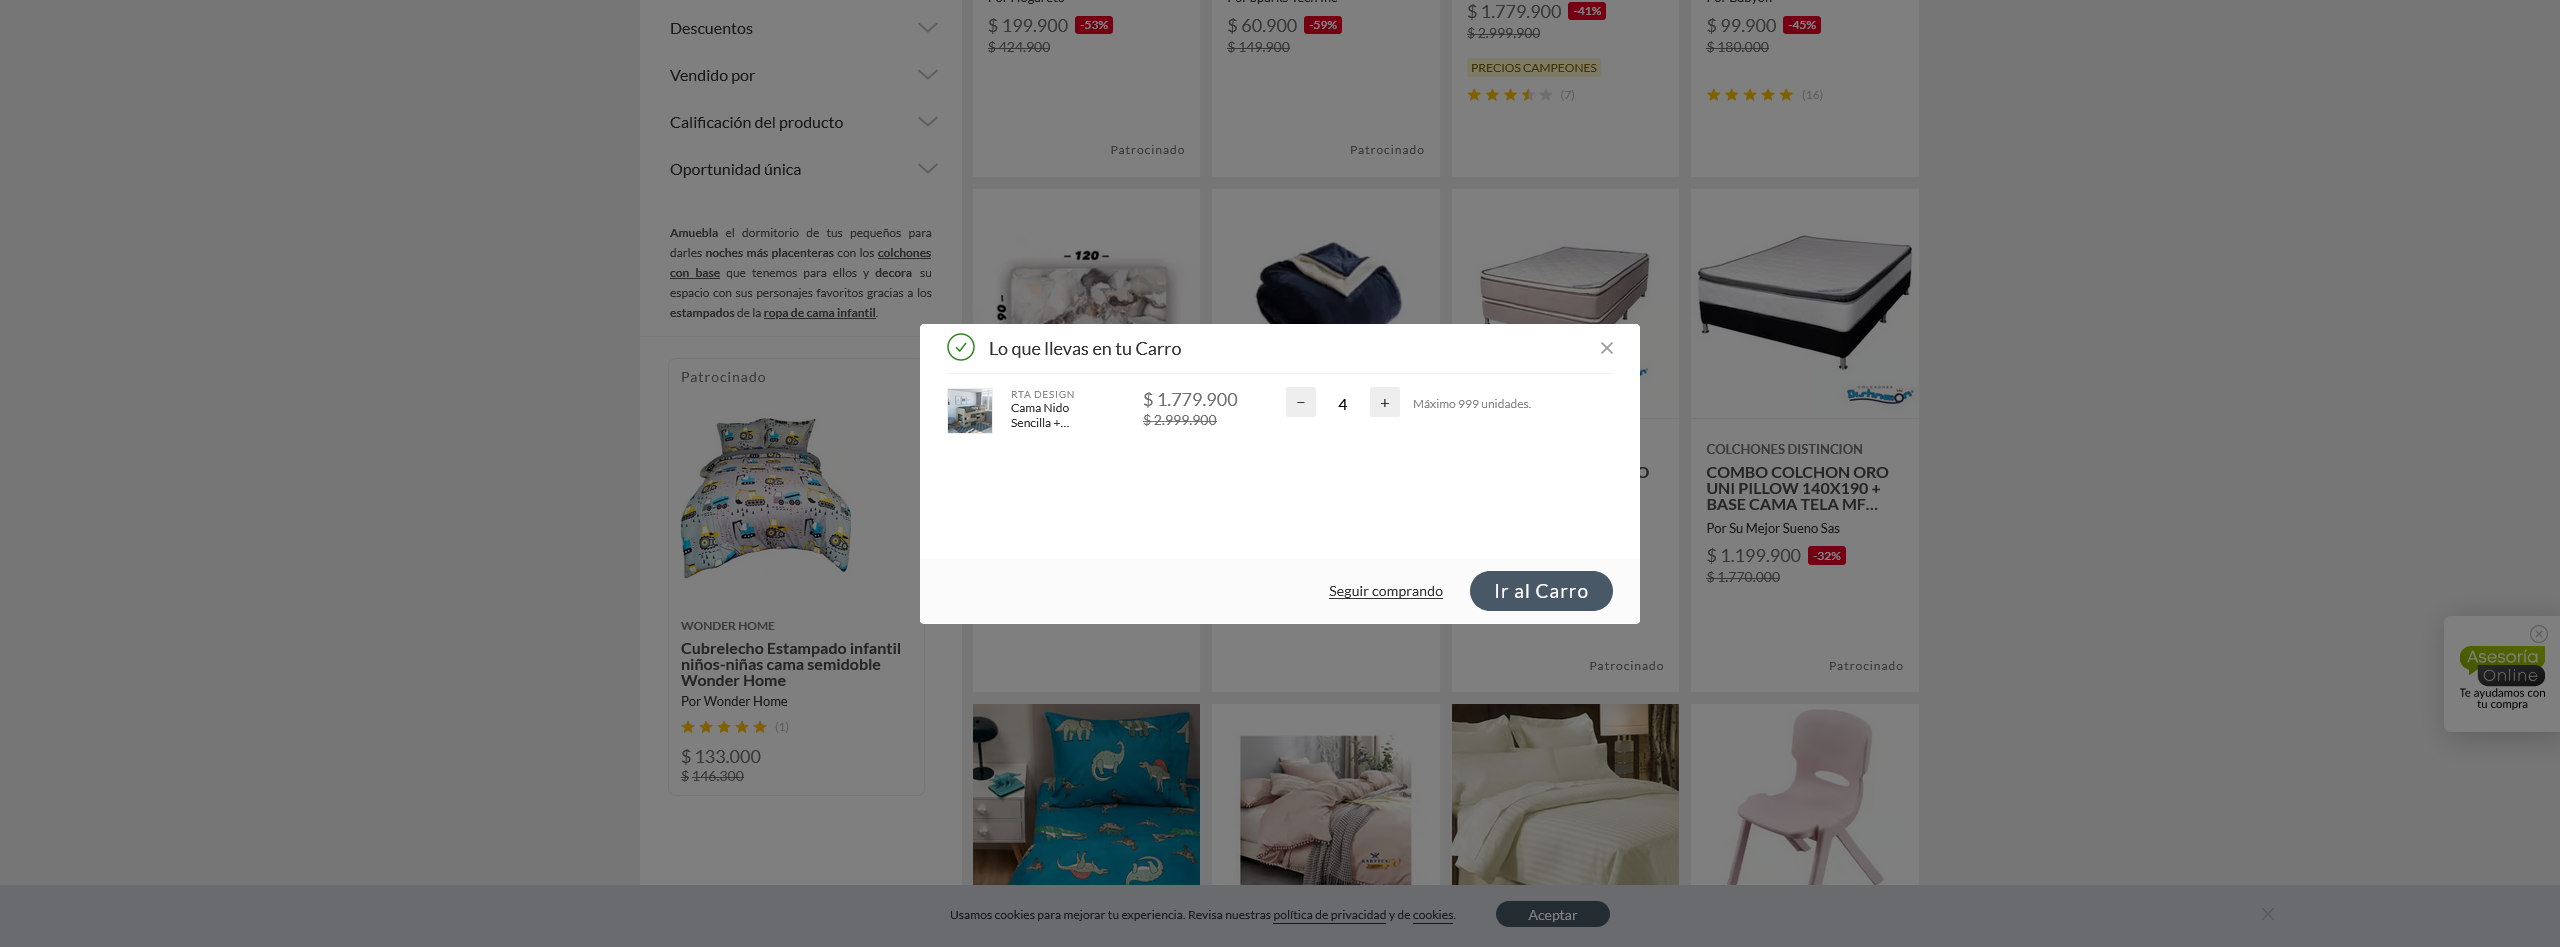 Descuentos
Vendido por
Calificación del producto
Oportunidad única
Amuebla el dormitorio de tus pequeños para
darles noches más placenteras con los colchones
con base que tenemos para ellos y decora su
espacio con sus personajes favoritos gracias a los
estampados de la ropa de cama infantil.
Patrocinado
WONDER HOME
Cubrelecho Estampado infantil
niños-niñas cama semidoble
Wonder Home
Por Wonder Home
(1)
$ 133.000
$ 146.300
$ 199.900 -53%
$ 424.900
Patrocinado
$ 60.900 -59%
$ 149.900
Patrocinado
$ 1.779.900 -41%
$ 2.999.900
PRECIOS CAMPEONES
(7)
$ 99.900 -45%
$ 180.000
(16)
– 120 –
90 –
COLCHONES
Distincion
Lo que llevas en tu Carro
RTA DESIGN
Cama Nido
Sencilla +...
$ 1.779.900
$ 2.999.900
− 4 +
Máximo 999 unidades.
Seguir comprando
Ir al Carro
O
Patrocinado
COLCHONES DISTINCION
COMBO COLCHON ORO
UNI PILLOW 140X190 +
BASE CAMA TELA MF...
Por Su Mejor Sueno Sas
$ 1.199.900 -32%
$ 1.770.000
Patrocinado
Asesoría
Online
Te ayudamos con
tu compra
Usamos cookies para mejorar tu experiencia. Revisa nuestras política de privacidad y de cookies.
Aceptar